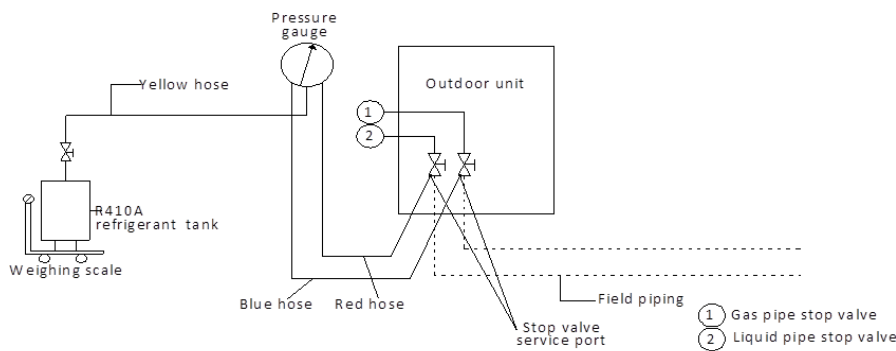 Pressure
gauge
Yellow hose
Outdoor unit
1
2
R410A
refrigerant tank
Weighing scale
Blue hose
Red hose
Field piping
Stop valve
service port
1 Gas pipe stop valve
2 Liquid pipe stop valve